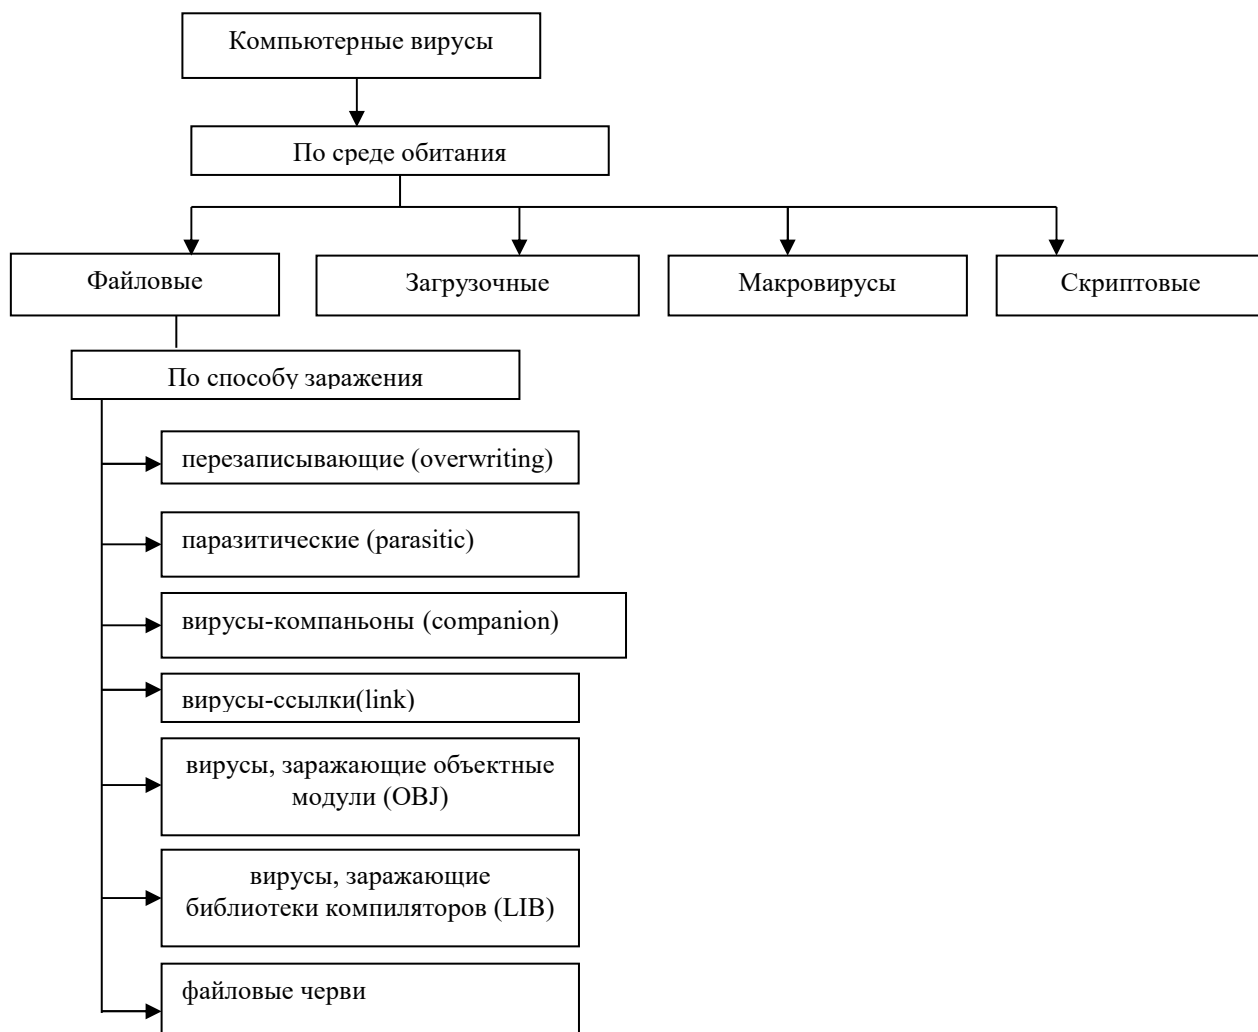 Компьютерные вирусы
По среде обитания
Файловые
Загрузочные
Макровирусы
Скриптовые
По способу заражения
перезаписывающие (overwriting)
паразитические (parasitic)
вирусы-компаньоны (companion)
вирусы-ссылки(link)
вирусы, заражающие объектные
модули (OBJ)
вирусы, заражающие
библиотеки компиляторов (LIB)
файловые черви